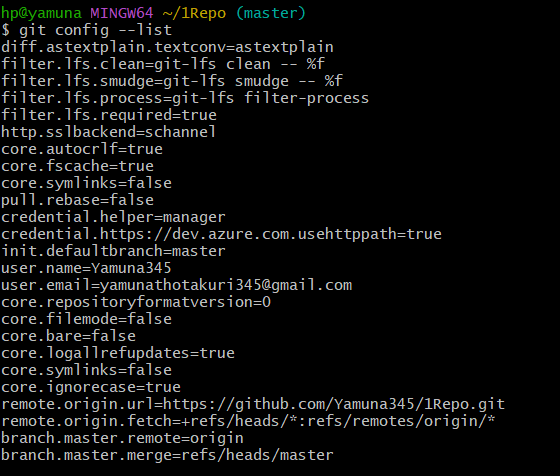 hp@yamuna MINGW64 ~/1Repo (master)
$ git config --list
diff.astextplain.textconv=astextplain
filter.lfs.clean=git-lfs clean -- %f
filter.lfs.smudge=git-lfs smudge -- %f
filter.lfs.process=git-lfs filter-process
filter.lfs.required=true
http.sslbackend=schannel
core.autocrlf=true
core.fscache=true
core.symlinks=false
pull.rebase=false
credential.helper=manager
credential.https://dev.azure.com.usehttppath=true
init.defaultbranch=master
user.name=Yamuna345
user.email=yamunathotakuri345@gmail.com
core.repositoryformatversion=0
core.filemode=false
core.bare=false
core.logallrefupdates=true
core.symlinks=false
core.ignorecase=true
remote.origin.url=https://github.com/Yamuna345/1Repo.git
remote.origin.fetch=+refs/heads/*:refs/remotes/origin/*
branch.master.remote=origin
branch.master.merge=refs/heads/master